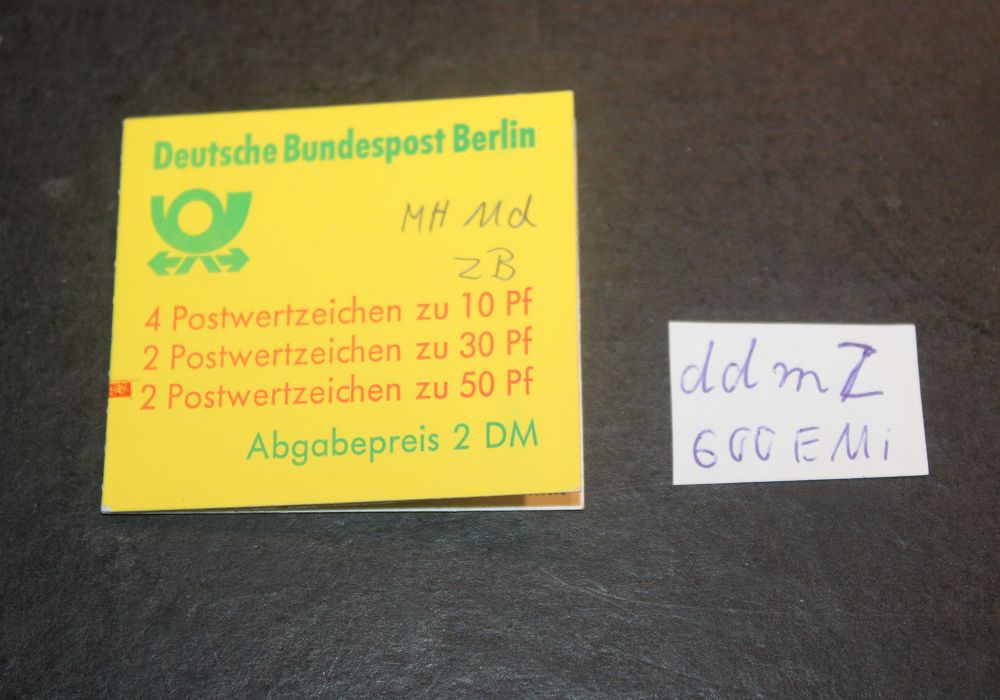 Deutsche Bundespost Berlin
MH 11d
ZB
4 Postwertzeichen zu 10 Pf
2 Postwertzeichen zu 30 Pf
2 Postwertzeichen zu 50 Pf
Abgabepreis 2 DM
ddmZ
600 E Mi